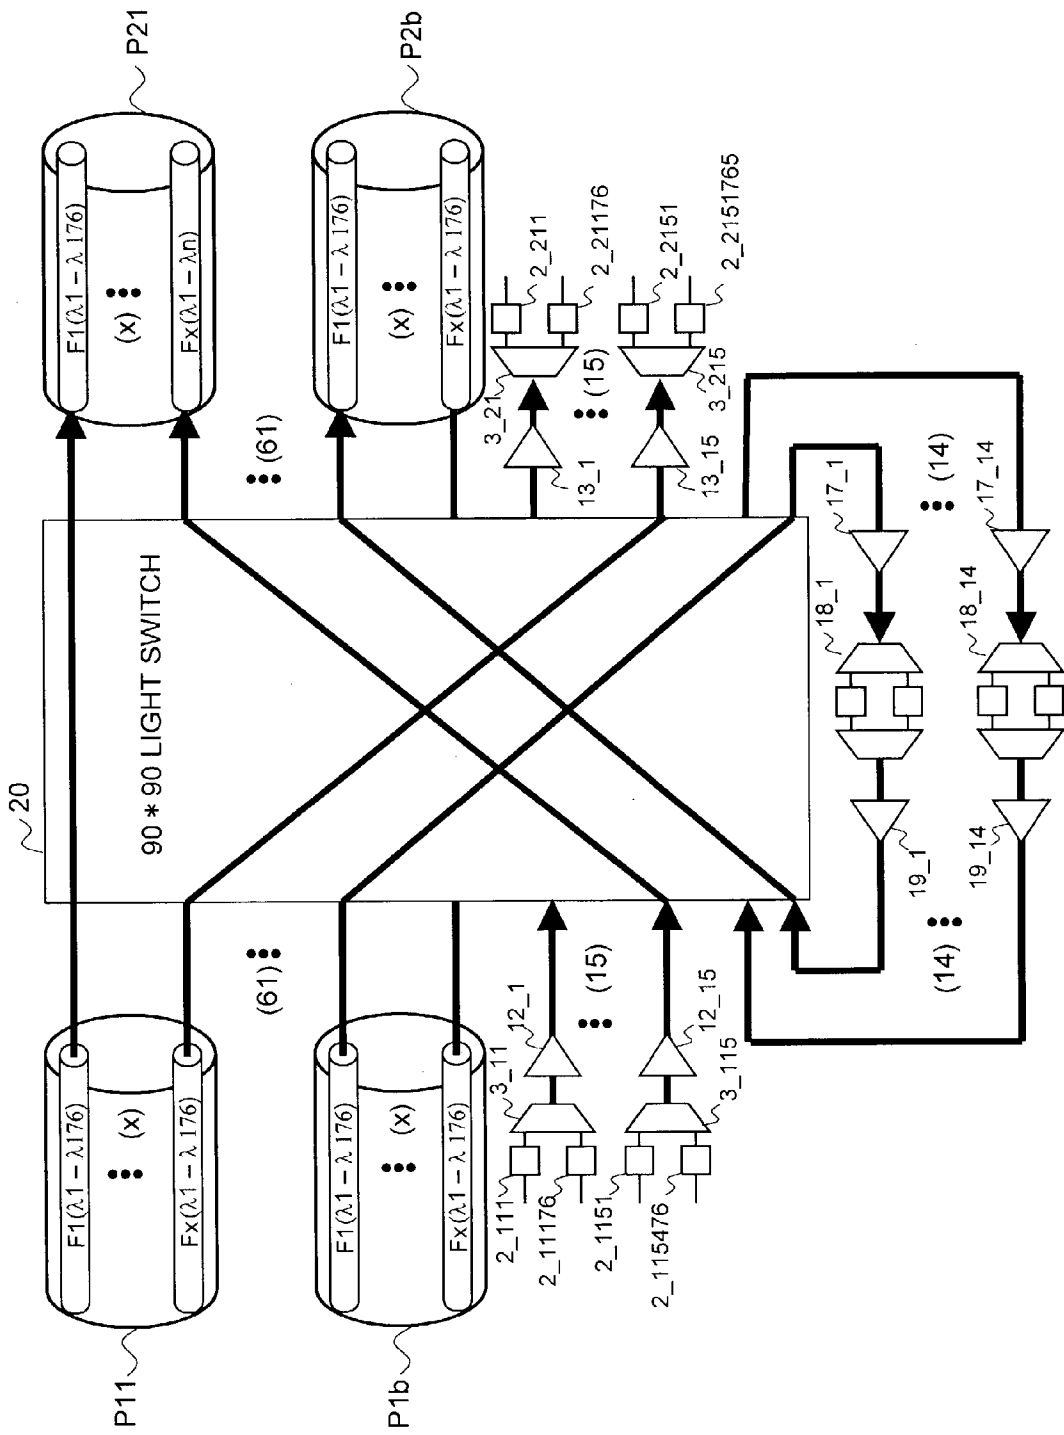 20
90 * 90 LIGHT SWITCH
P11
F1(λ1 – λ176)
(x)
Fx(λ1 – λ176)
(61)
P1b
F1(λ1 – λ176)
(x)
Fx(λ1 – λ176)
2_111
2_11176
3_11
12_1
(15)
2_1151
2_115476
3_115
12_15
P21
F1(λ1 – λ176)
(x)
Fx(λ1 – λn)
(61)
P2b
F1(λ1 – λ176)
(x)
Fx(λ1 – λ176)
13_1
3_21
2_211
2_21176
(15)
13_15
3_215
2_2151
2_2151765
19_1
18_1
17_1
(14)
(14)
19_14
18_14
17_14